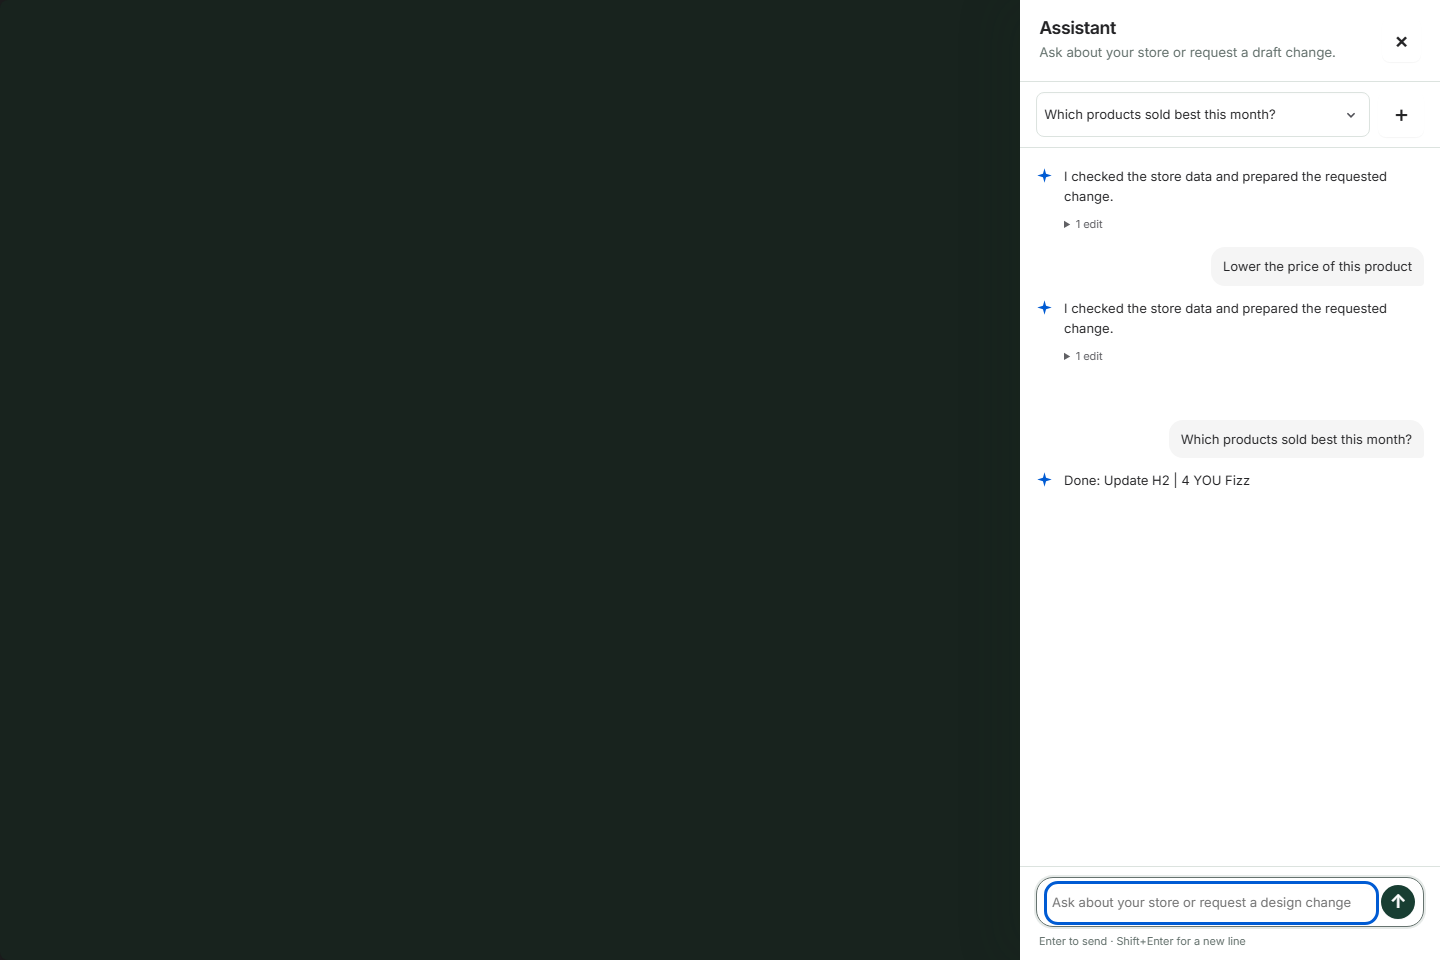 Assistant
Ask about your store or request a draft change.
Which products sold best this month?
I checked the store data and prepared the requested
change.
1 edit
Lower the price of this product
I checked the store data and prepared the requested
change.
1 edit
Which products sold best this month?
Done: Update H2 | 4 YOU Fizz
Ask about your store or request a design change
Enter to send · Shift+Enter for a new line